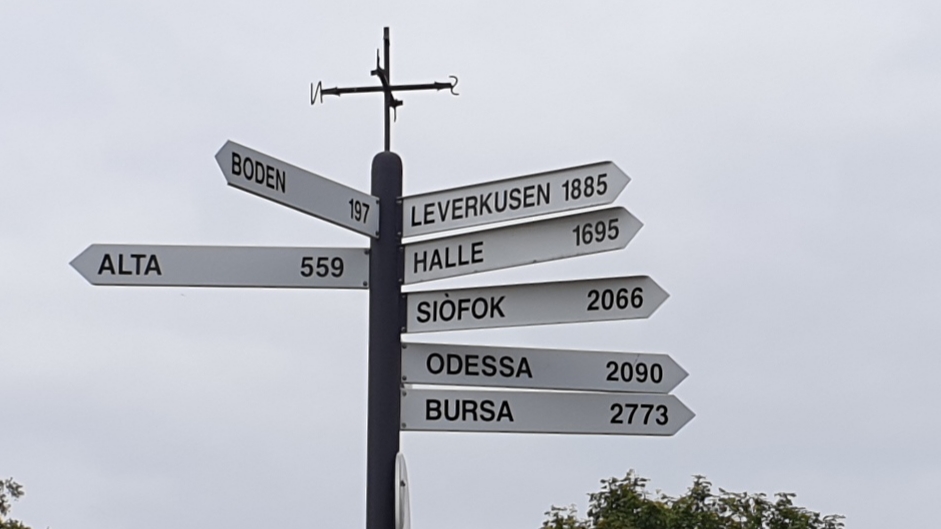 N S
BODEN 197
ALTA 559
LEVERKUSEN 1885
HALLE 1695
SIÒFOK 2066
ODESSA 2090
BURSA 2773